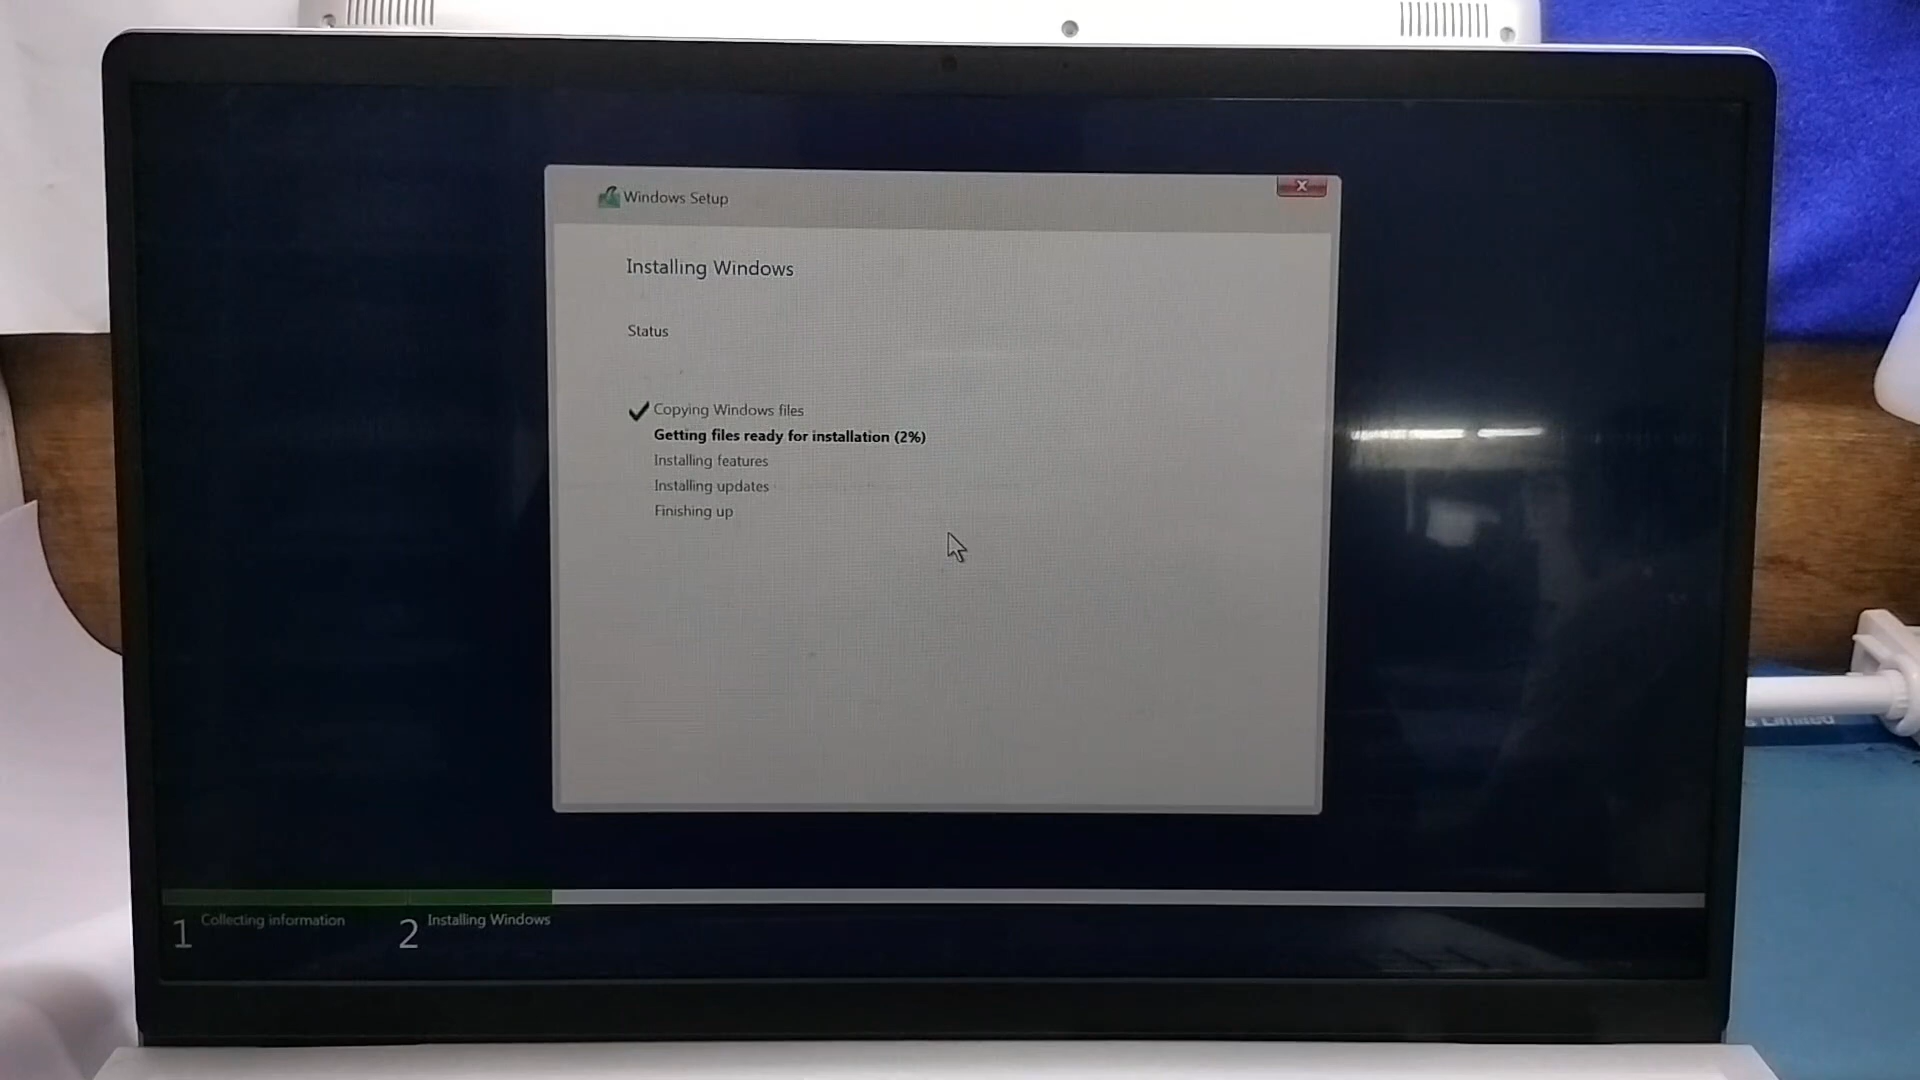 Windows Setup
Installing Windows
Status
Copying Windows files
Getting files ready for installation (2%)
Installing features
Installing updates
Finishing up
1 Collecting information
2 Installing Windows
Limited